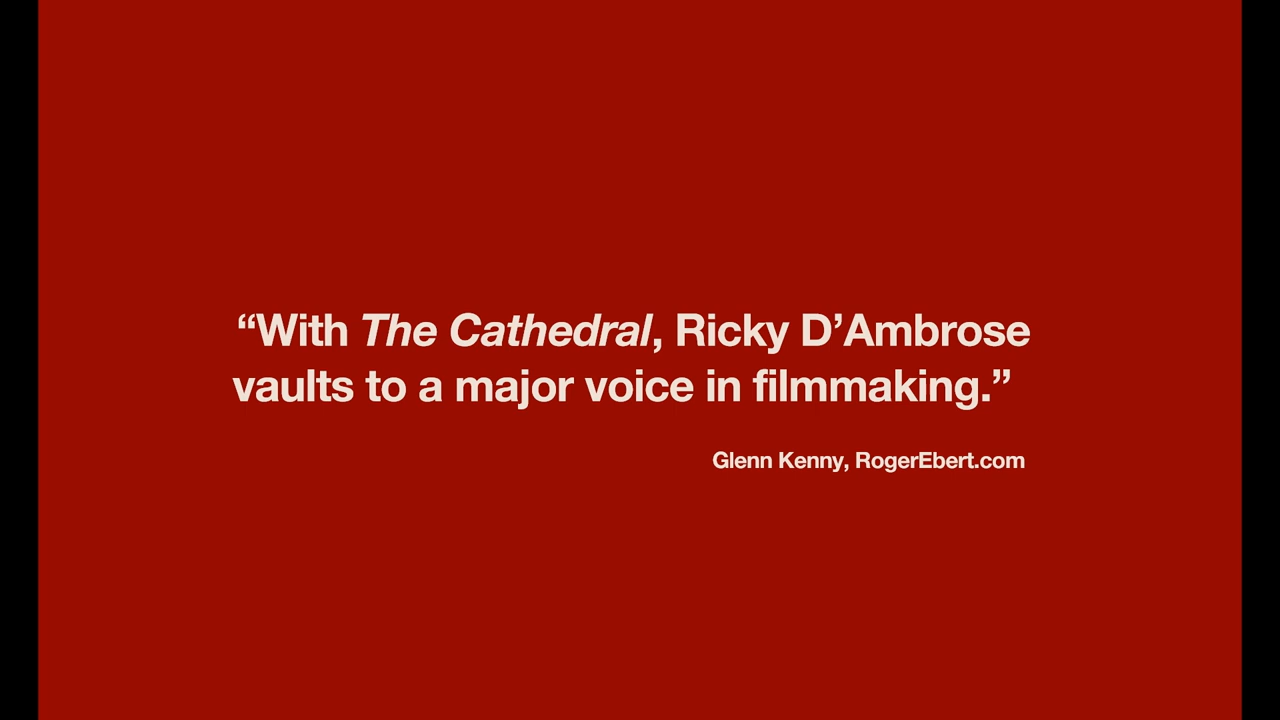 “With The Cathedral, Ricky D’Ambrose
vaults to a major voice in filmmaking.”
Glenn Kenny, RogerEbert.com